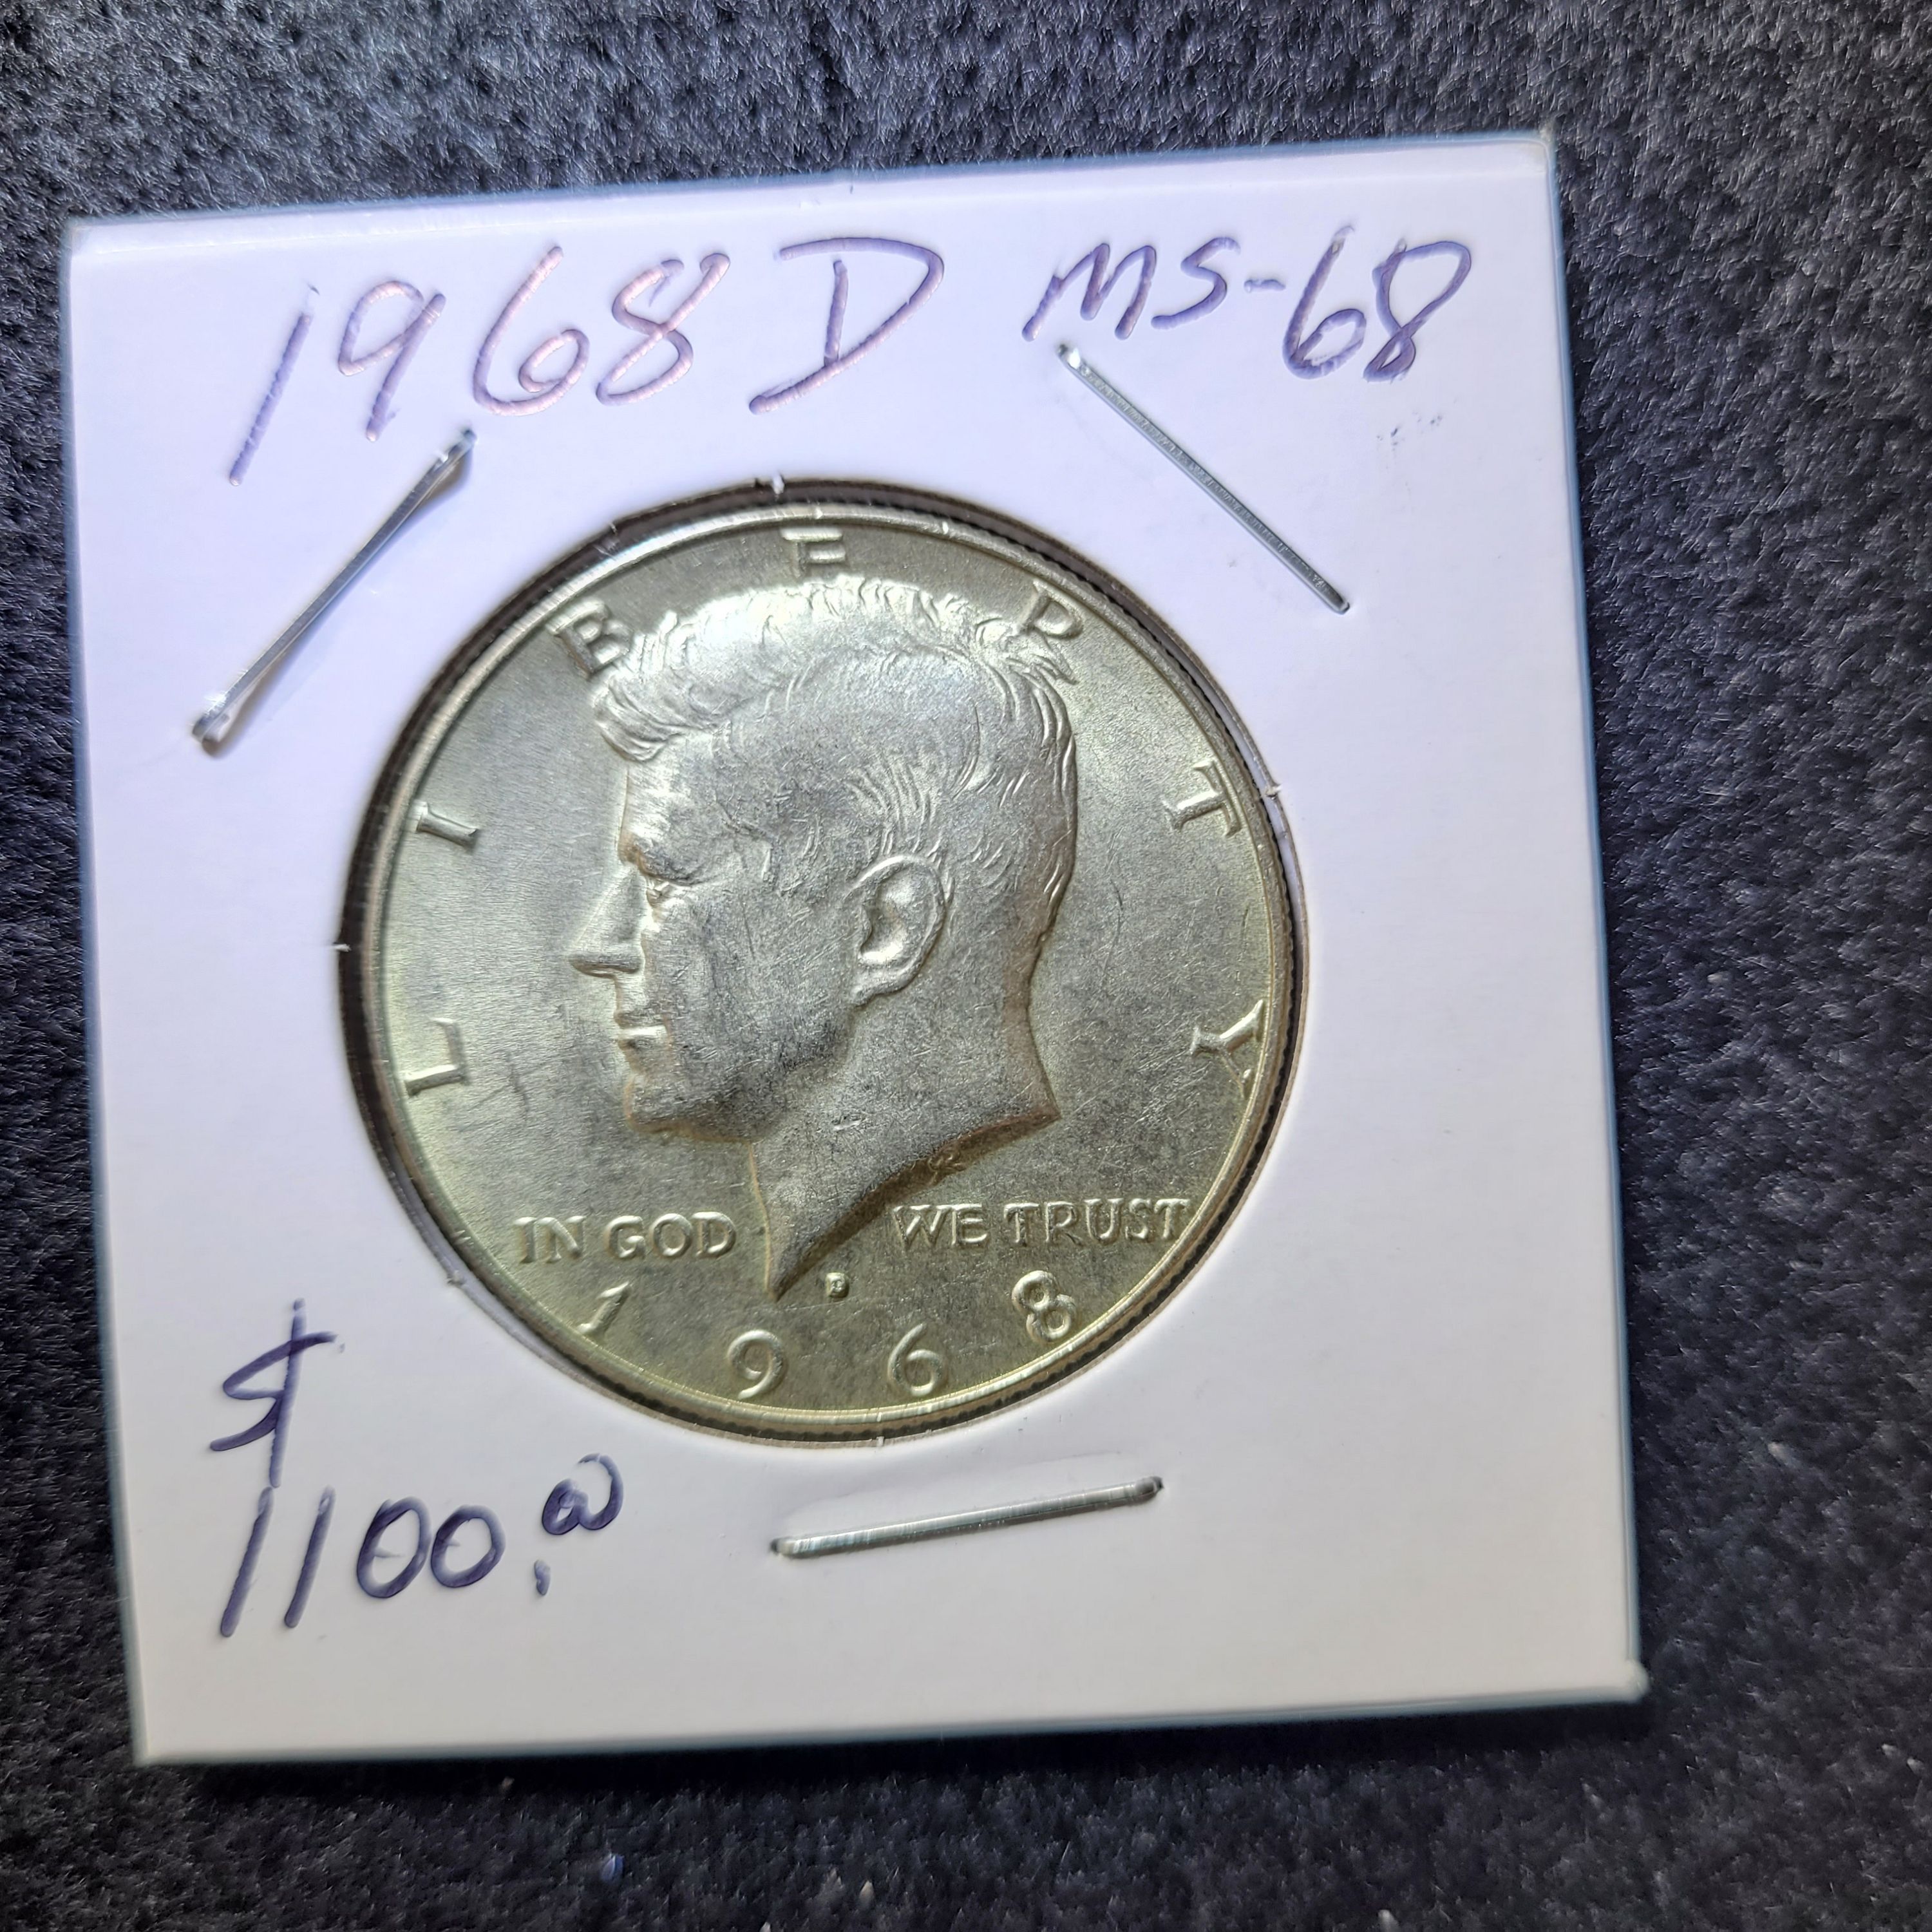 1968 D MS-68
LIBERTY
IN GOD WE TRUST
D
1968
$
1100.00